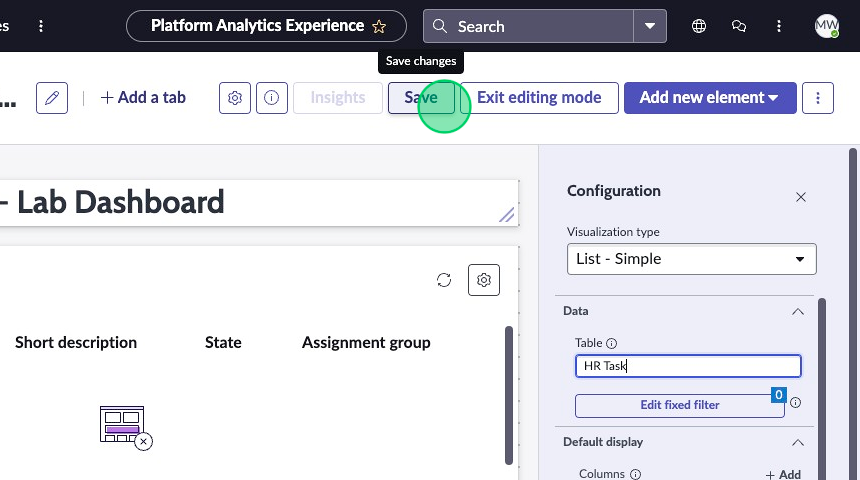 es
Platform Analytics Experience
Search
MW
Save changes
...
+ Add a tab
Insights
Save
Exit editing mode
Add new element
- Lab Dashboard
Configuration
Visualization type
List - Simple
Data
Table
HR Task
0
Edit fixed filter
Default display
Columns
+ Add
Short description
State
Assignment group